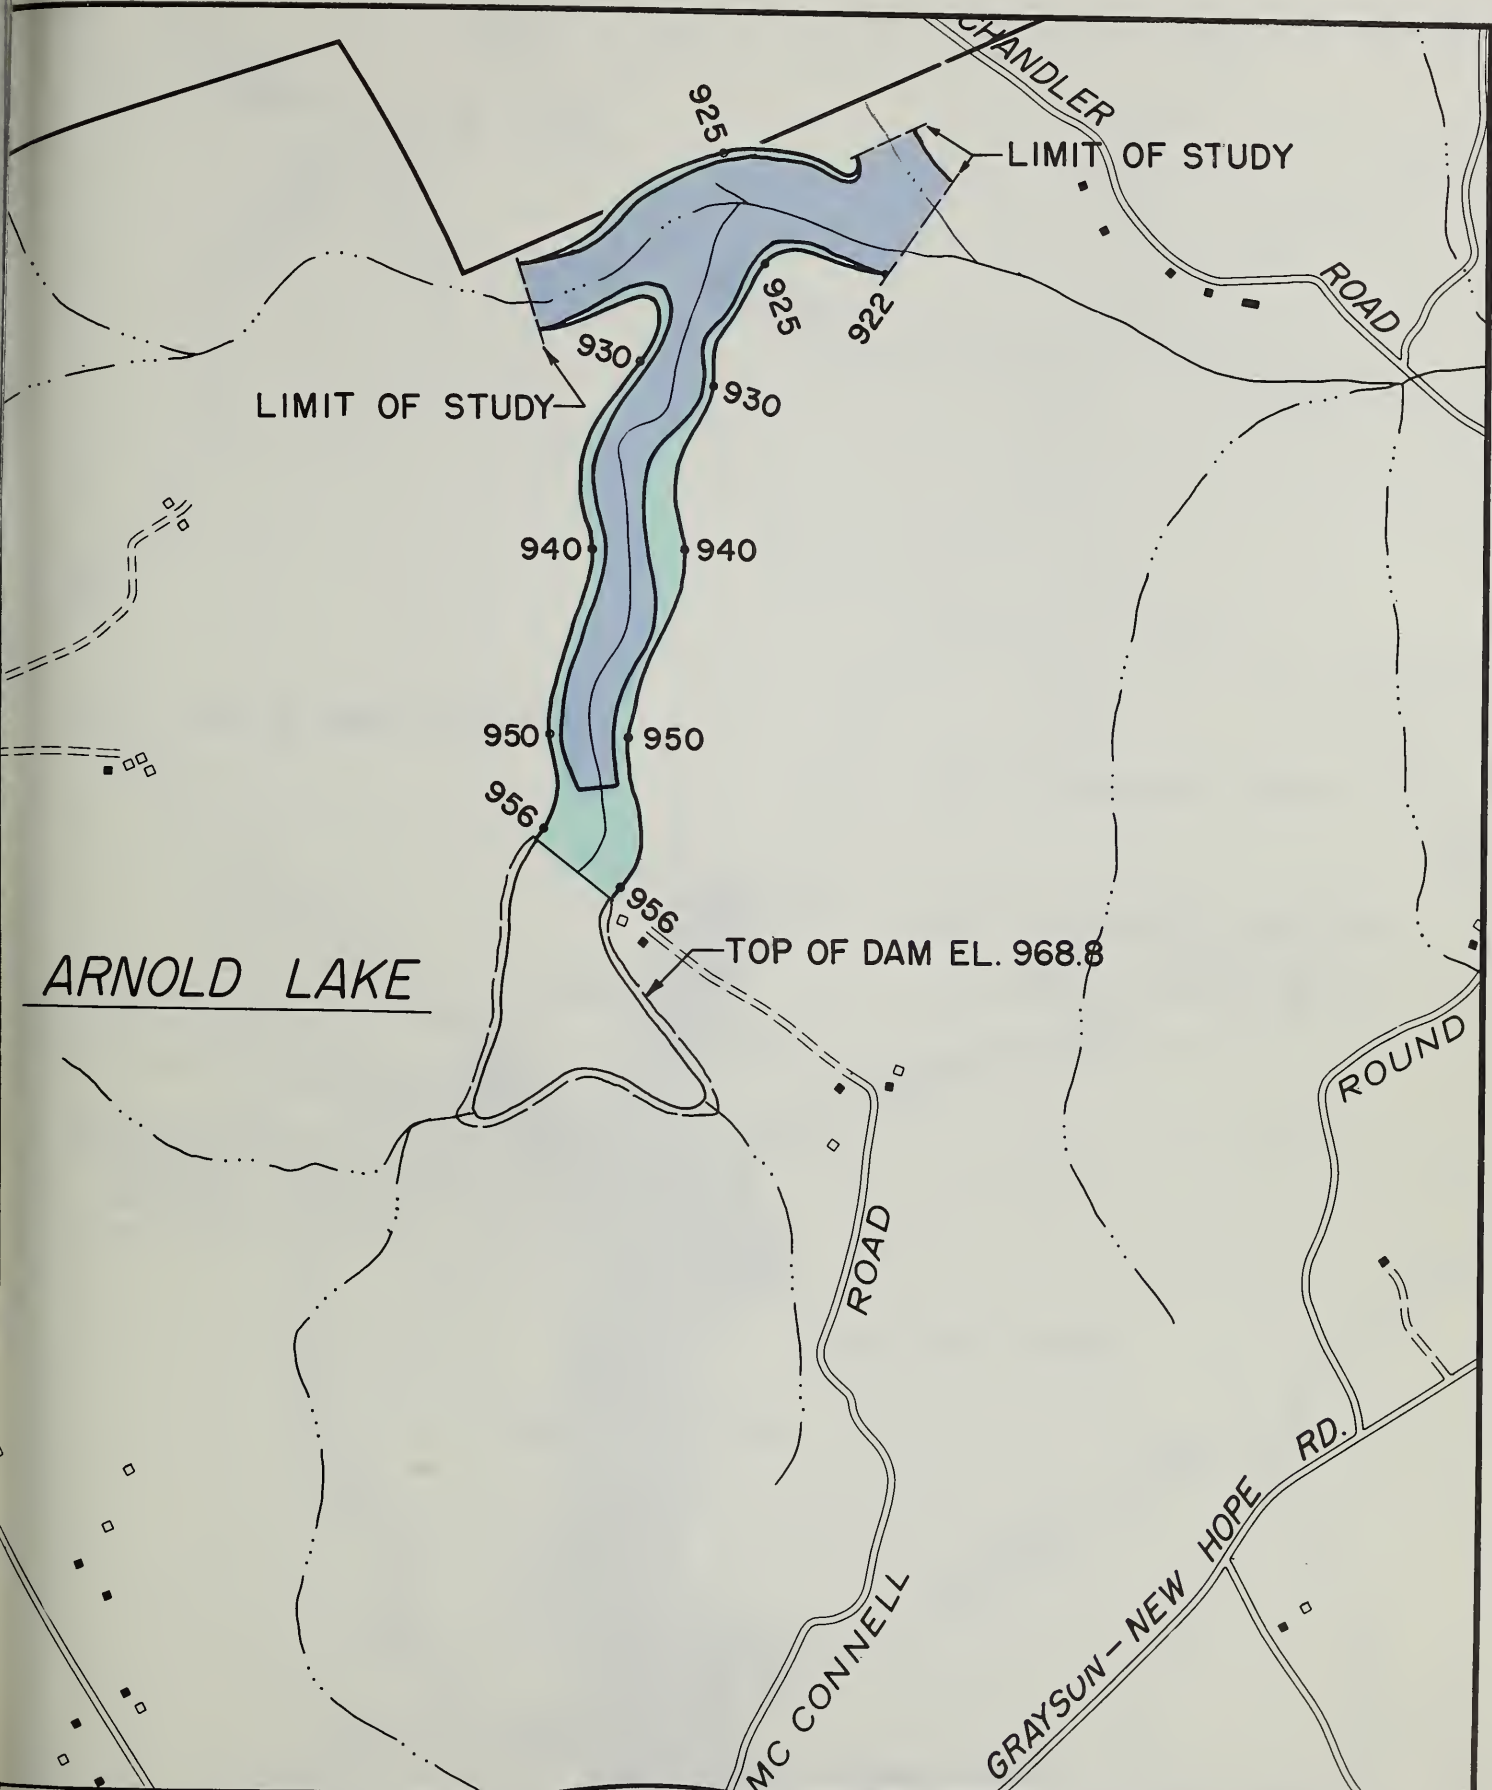 CHANDLER
ROAD
925
LIMIT OF STUDY
925
922
930
930
LIMIT OF STUDY
940
940
950
950
956
956
TOP OF DAM EL. 968.8
ARNOLD LAKE
ROUND
ROAD
MC CONNELL
GRAYSUN-NEW HOPE RD.